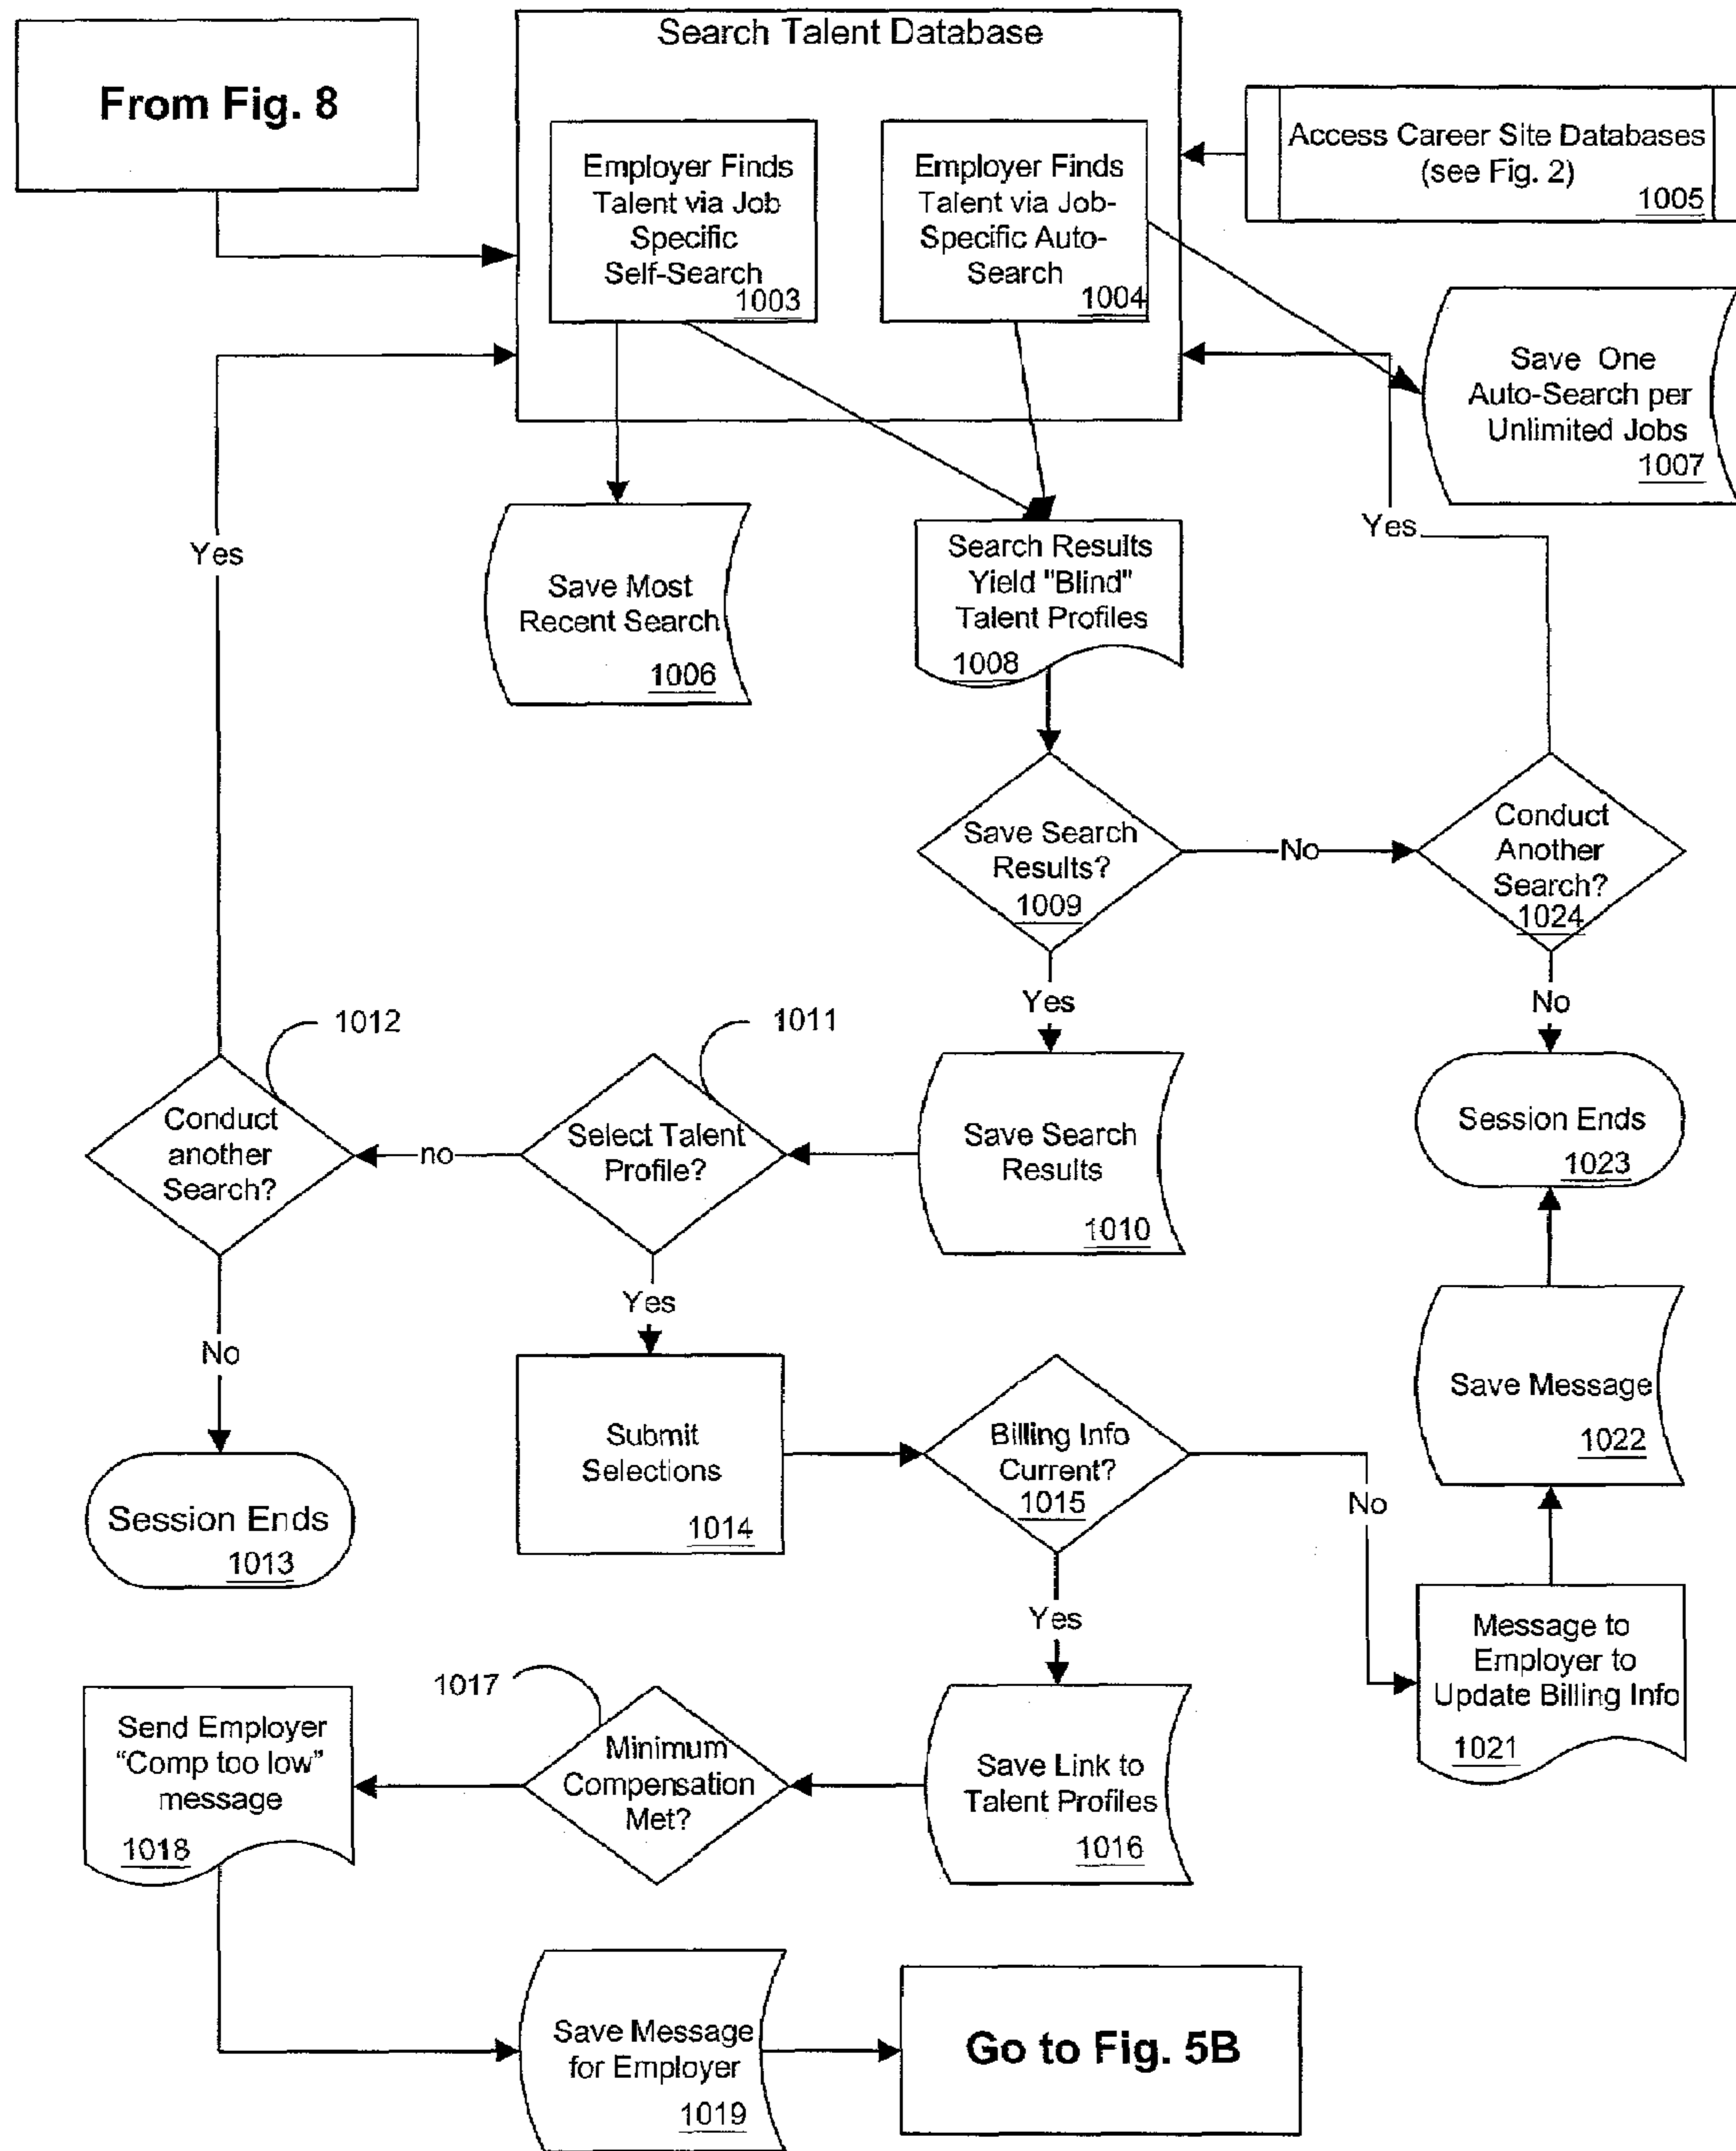 From Fig. 8
Search Talent Database
Employer Finds
Talent via Job
Specific
Self-Search
1003
Employer Finds
Talent via Job-
Specific Auto-
Search
1004
Access Career Site Databases
(see Fig. 2)
1005
Save One
Auto-Search per
Unlimited Jobs
1007
Yes
Yes
Save Most
Recent Search
1006
Search Results
Yield "Blind"
Talent Profiles
1008
Save Search
Results?
1009
No
Conduct
Another
Search?
1024
Yes
No
1012
1011
Conduct
another
Search?
no
Select Talent
Profile?
Save Search
Results
1010
Session Ends
1023
Yes
No
Submit
Selections
1014
Billing Info
Current?
1015
No
Save Message
1022
Session Ends
1013
Yes
Message to
Employer to
Update Billing Info
1021
1017
Send Employer
“Comp too low”
message
1018
Minimum
Compensation
Met?
Save Link to
Talent Profiles
1016
Save Message
for Employer
1019
Go to Fig. 5B